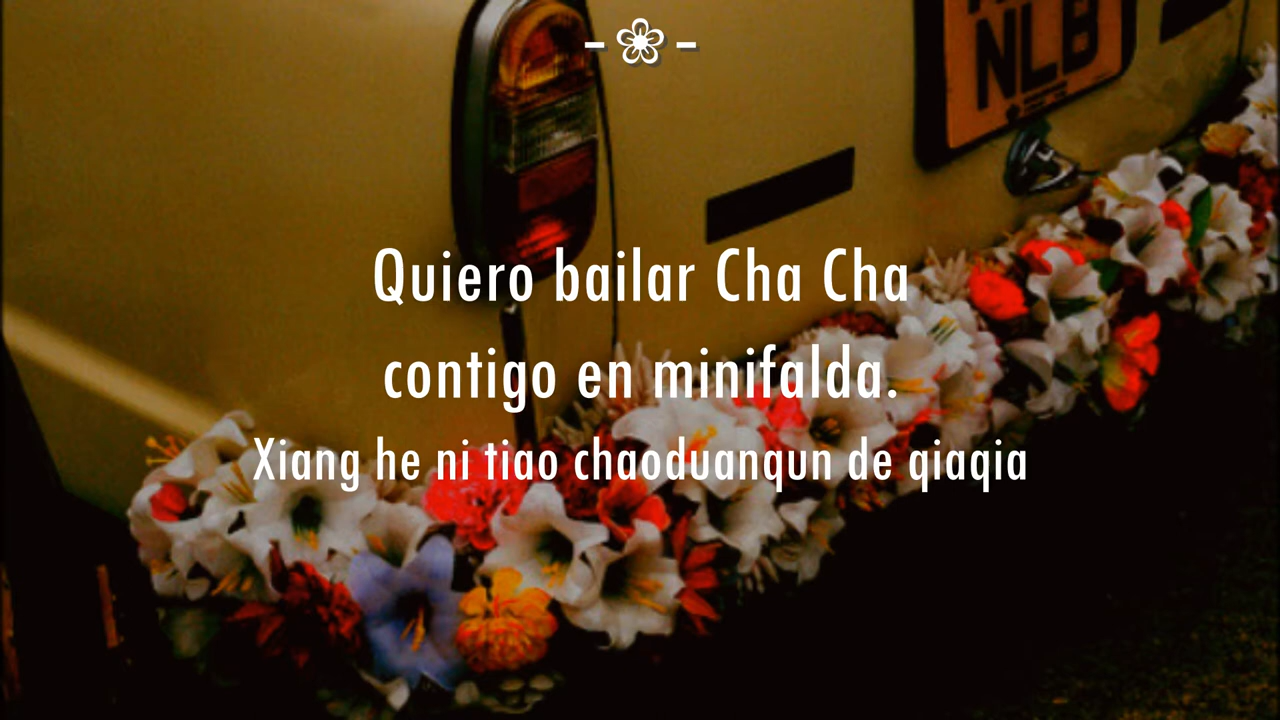 NLB
Quiero bailar Cha Cha
contigo en minifalda.
Xiang he ni tiao chaoduanqun de qiaqia